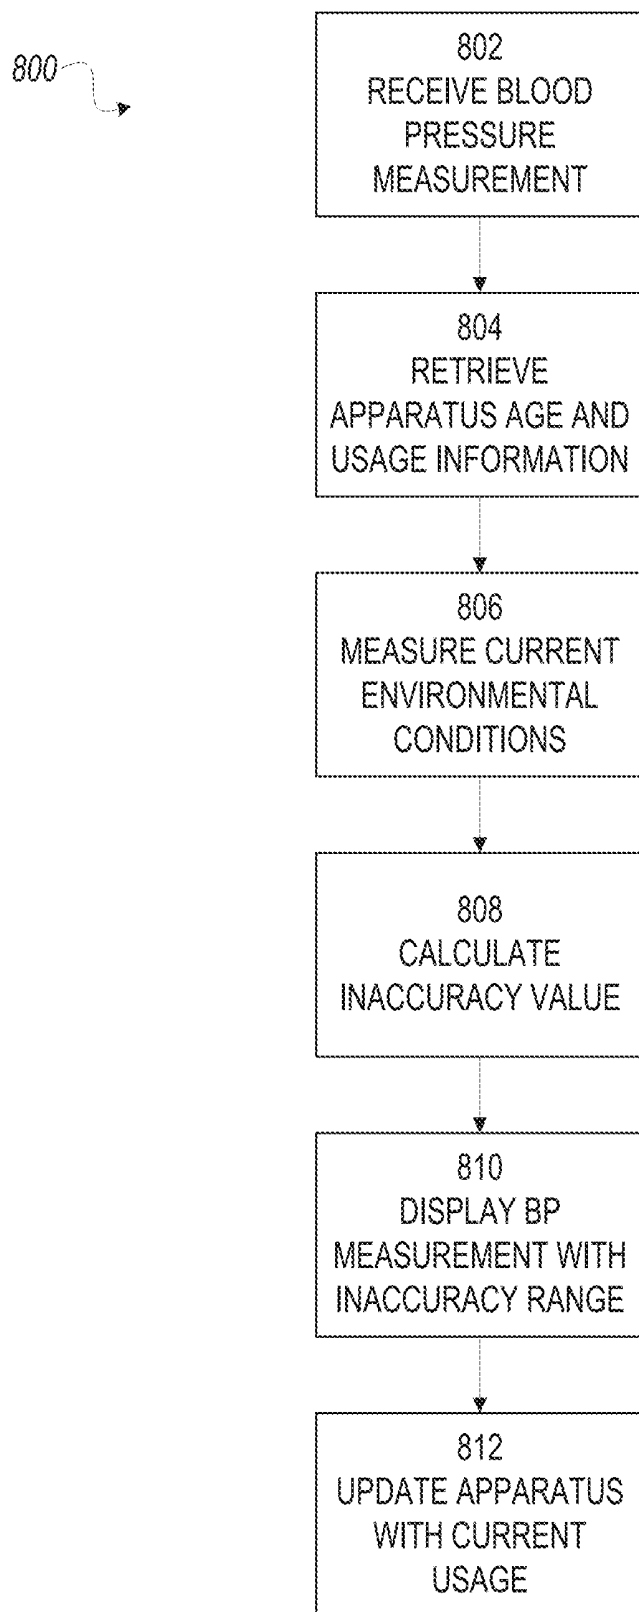 800
802
RECEIVE BLOOD
PRESSURE
MEASUREMENT
804
RETRIEVE
APPARATUS AGE AND
USAGE INFORMATION
806
MEASURE CURRENT
ENVIRONMENTAL
CONDITIONS
808
CALCULATE
INACCURACY VALUE
810
DISPLAY BP
MEASUREMENT WITH
INACCURACY RANGE
812
UPDATE APPARATUS
WITH CURRENT
USAGE